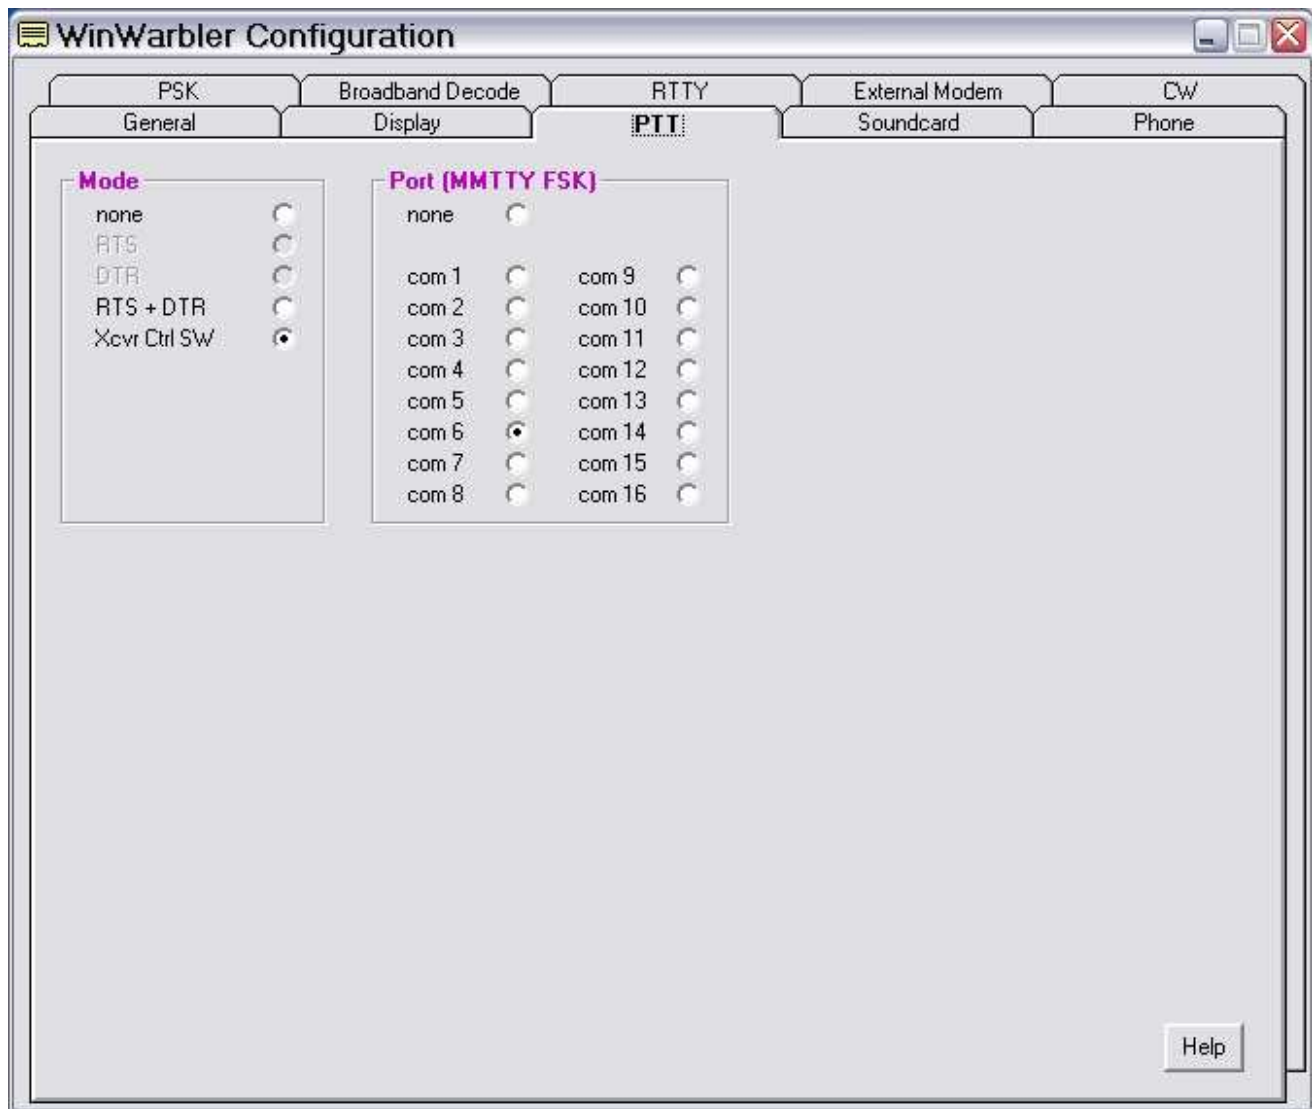 WinWarbler Configuration
PSK Broadband Decode RTTY External Modem CW
General Display PTT Soundcard Phone
Mode
none
RTS
DTR
RTS + DTR
Xcvr Ctrl SW
Port (MMTTY FSK)
none
com 1 com 9
com 2 com 10
com 3 com 11
com 4 com 12
com 5 com 13
com 6 com 14
com 7 com 15
com 8 com 16
Help